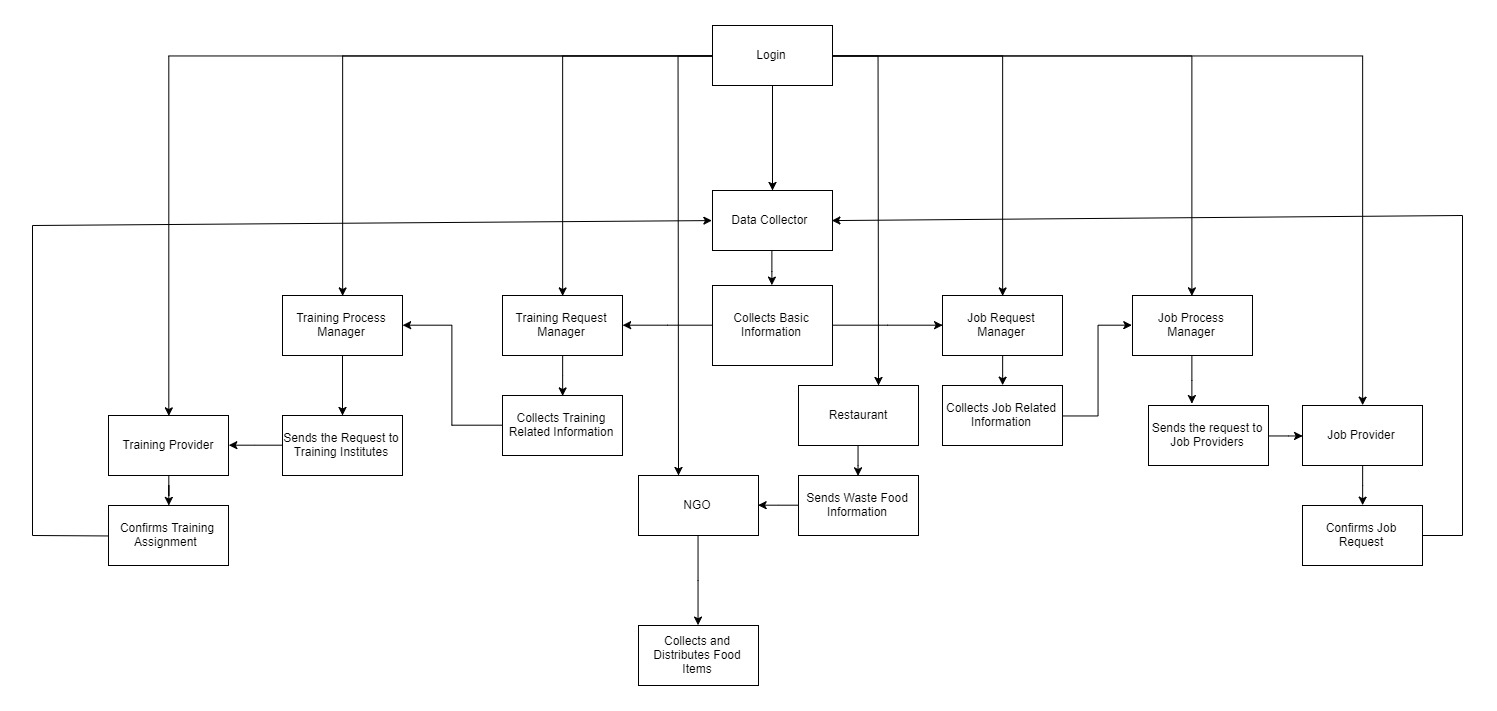 Login
Data Collector
Training Process
Manager
Training Request
Manager
Collects Basic
Information
Job Request
Manager
Job Process
Manager
Training Provider
Sends the Request to
Training Institutes
Collects Training
Related Information
Restaurant
Collects Job Related
Information
Sends the request to
Job Providers
Job Provider
Confirms Training
Assignment
NGO
Sends Waste Food
Information
Confirms Job
Request
Collects and
Distributes Food
Items